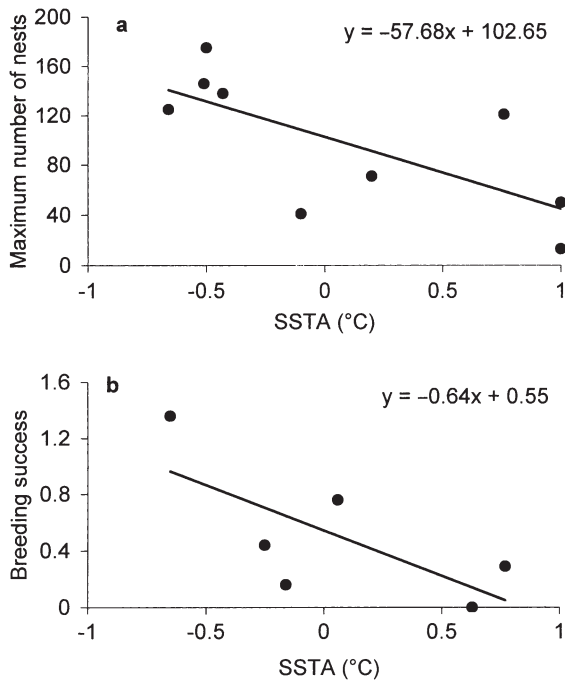 a
y = −57.68x + 102.65
Maximum number of nests
200
160
120
80
40
0
-1
-0.5
0
0.5
1
SSTA (°C)
b
y = −0.64x + 0.55
Breeding success
1.6
1.2
0.8
0.4
0
-1
-0.5
0
0.5
1
SSTA (°C)